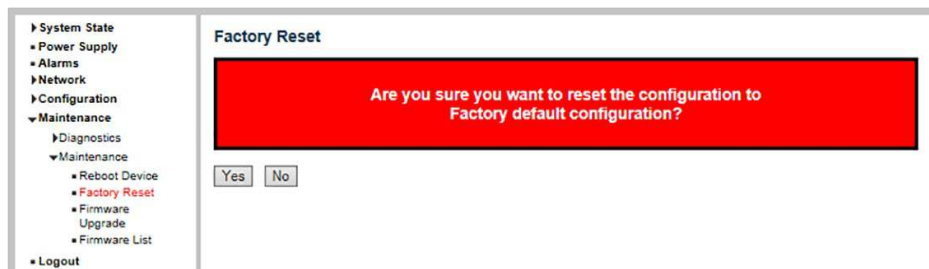 System State
Power Supply
Alarms
Network
Configuration
Maintenance
Diagnostics
Maintenance
Reboot Device
Factory Reset
Firmware
Upgrade
Firmware List
Logout
Factory Reset
Are you sure you want to reset the configuration to
Factory default configuration?
Yes No